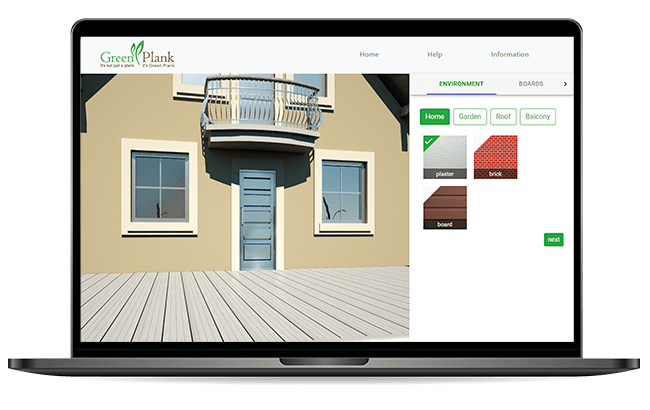 Green Plank
It's not just a plank It's Green Plank
Home Help Information
ENVIRONMENT BOARDS
Home Garden Roof Balcony
plaster brick
board
next